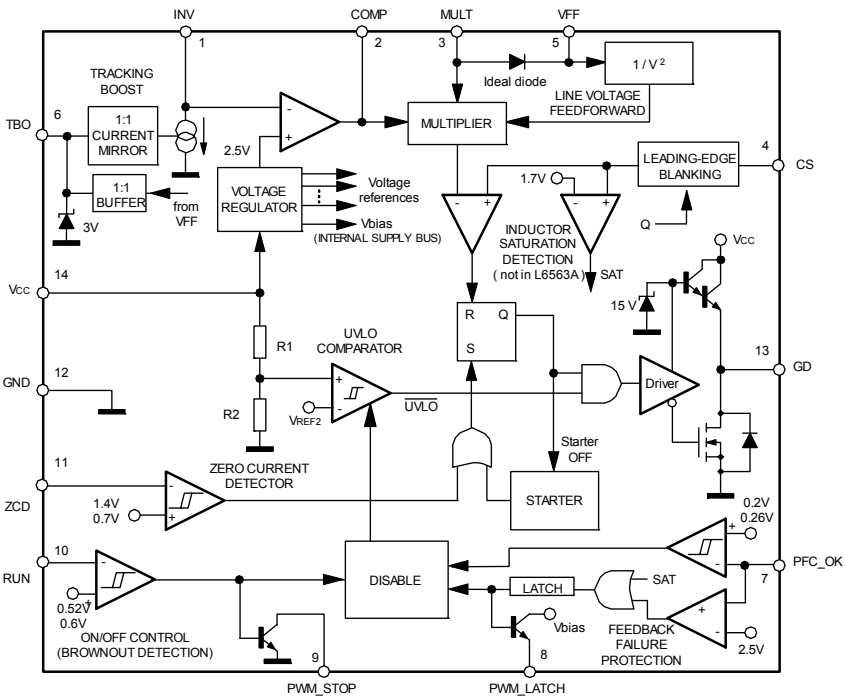 INV
COMP
MULT
VFF
1
2
3
5
TRACKING
BOOST
Ideal diode
1 / V 2
LINE VOLTAGE
FEEDFORWARD
TBO
6
1:1
CURRENT
MIRROR
-
+
MULTIPLIER
2.5V
4
CS
LEADING-EDGE
BLANKING
1:1
BUFFER
from
VFF
3V
VOLTAGE
REGULATOR
Voltage
references
Vbias
(INTERNAL SUPPLY BUS)
1.7V
-
+
-
+
Q
INDUCTOR
SATURATION
DETECTION
( not in L6563A )
SAT
Vcc
14
Vcc
15 V
R
Q
S
R1
UVLO
COMPARATOR
13
GD
12
GND
R2
+
-
VREF2
UVLO
Driver
Starter
OFF
11
ZCD
ZERO CURRENT
DETECTOR
-
+
1.4V
0.7V
STARTER
0.2V
0.26V
+
-
10
RUN
-
+
0.52V
0.6V
DISABLE
7
PFC_OK
LATCH
SAT
+
-
2.5V
Vbias
ON/OFF CONTROL
(BROWNOUT DETECTION)
FEEDBACK
FAILURE
PROTECTION
9
8
PWM_STOP
PWM_LATCH